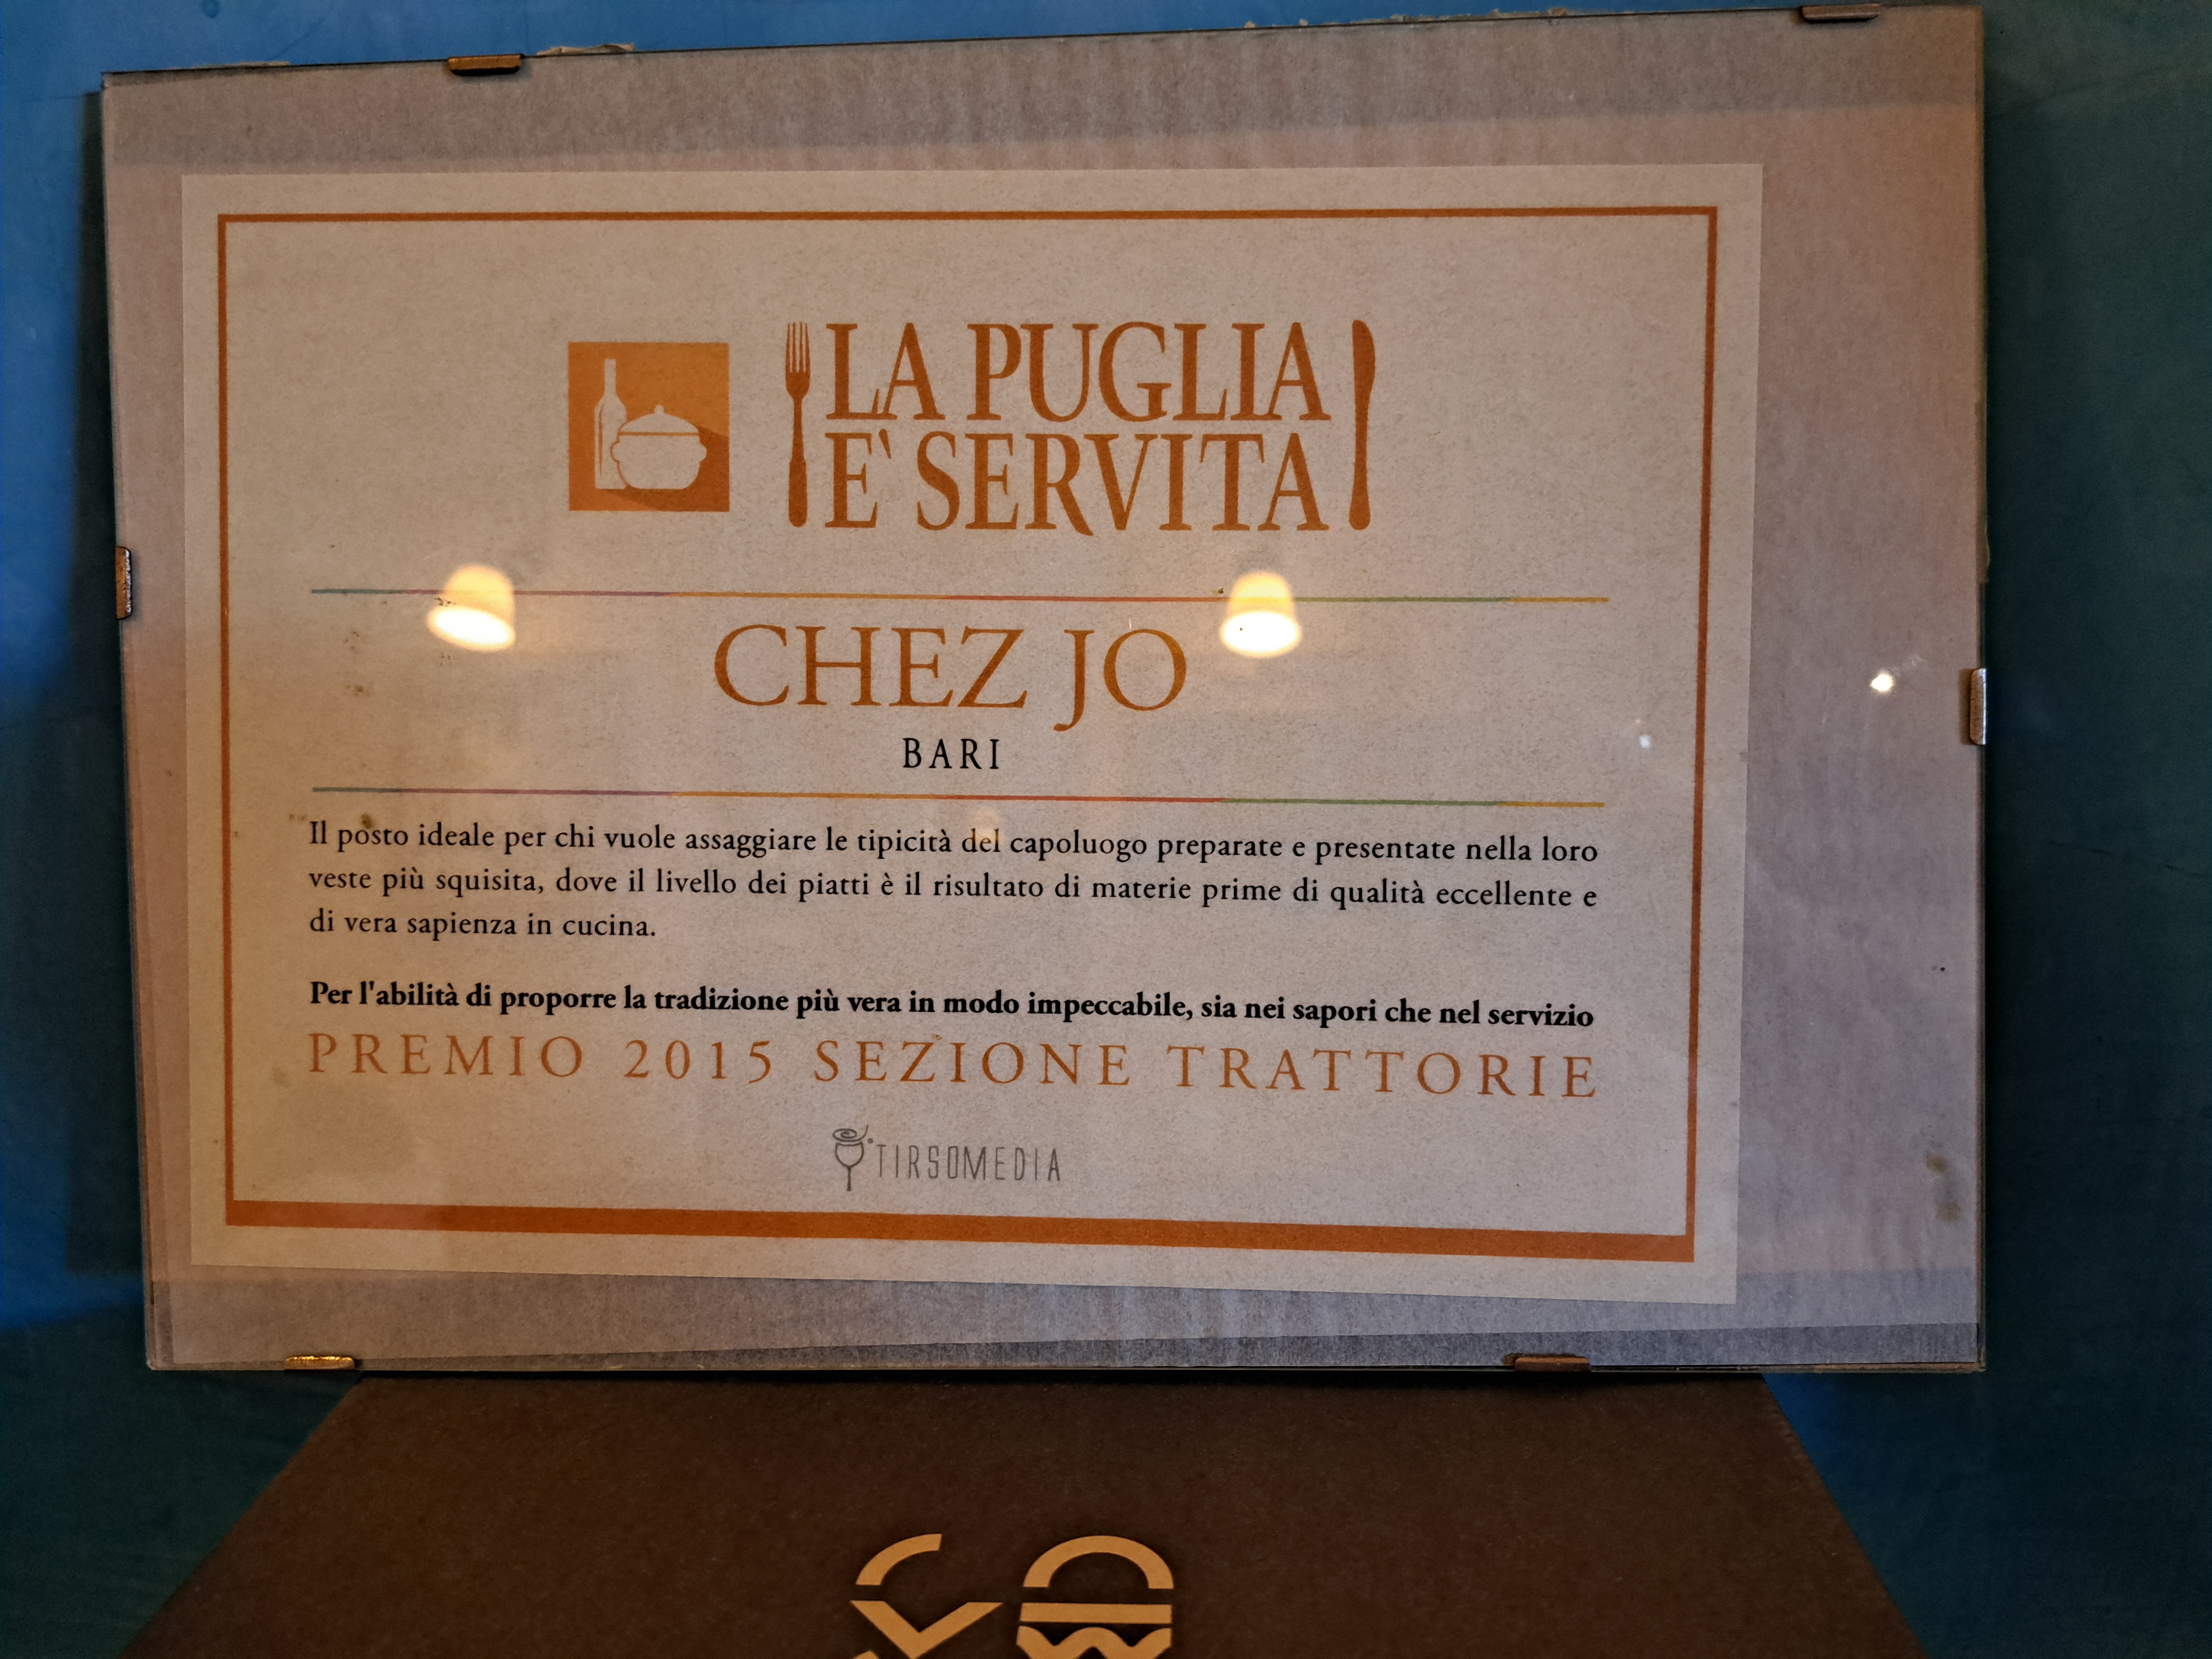 LA PUGLIA
E' SERVITA
CHEZ JO
BARI
Il posto ideale per chi vuole assaggiare le tipicità del capoluogo preparate e presentate nella loro
veste più squisita, dove il livello dei piatti è il risultato di materie prime di qualità eccellente e
di vera sapienza in cucina.
Per l'abilità di proporre la tradizione più vera in modo impeccabile, sia nei sapori che nel servizio
PREMIO 2015 SEZIONE TRATTORIE
TIRSOMEDIA